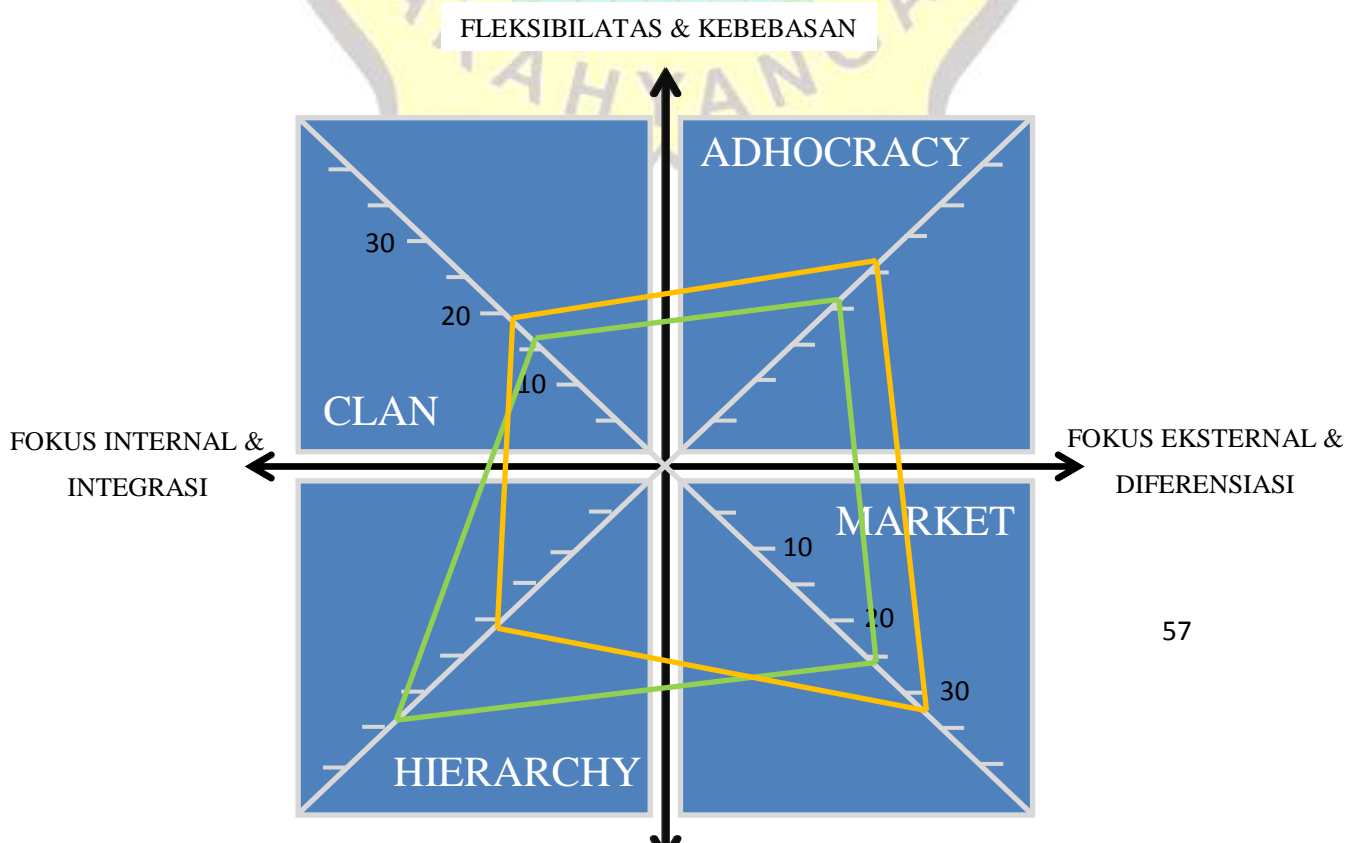 FLEKSIBILATAS & KEBEBASAN
ARAHYANGA
ADHOCRACY
30
20
10
CLAN
FOKUS INTERNAL &
INTEGRASI
FOKUS EKSTERNAL &
DIFERENSIASI
MARKET
10
20
30
57
HIERARCHY